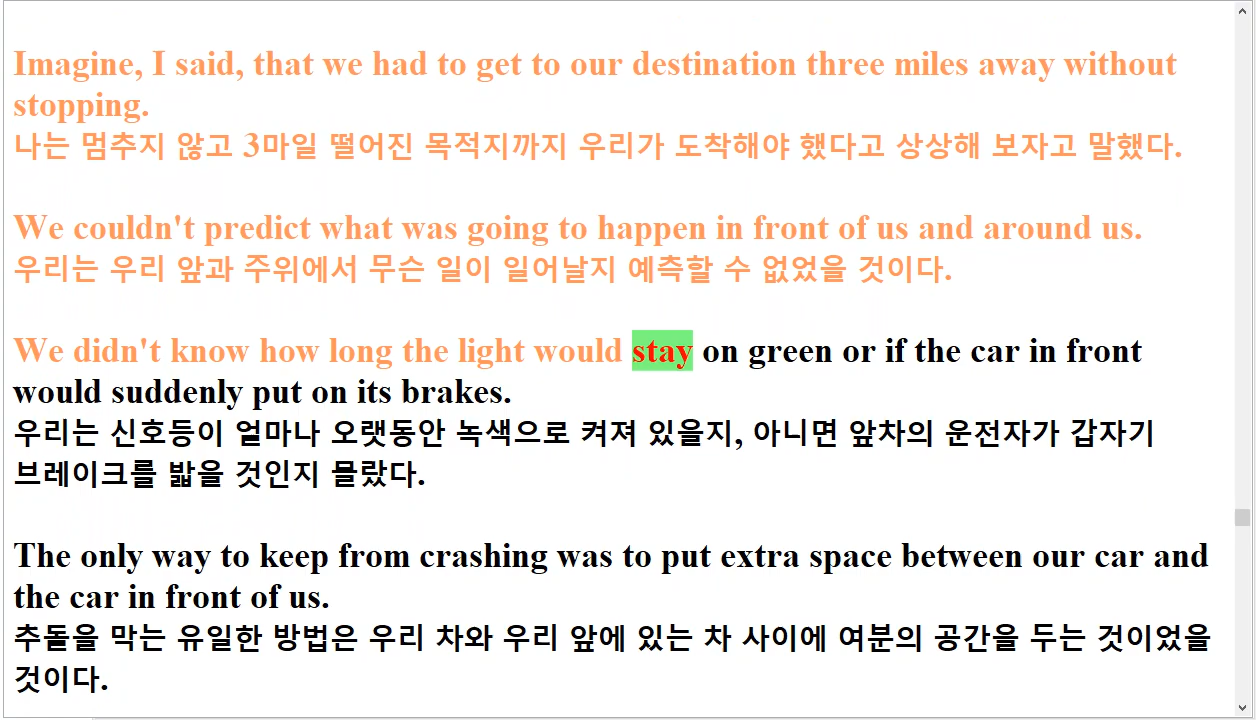 Imagine, I said, that we had to get to our destination three miles away without
stopping.
나는 멈추지 않고 3마일 떨어진 목적지까지 우리가 도착해야 했다고 상상해 보자고 말했다.
We couldn't predict what was going to happen in front of us and around us.
우리는 우리 앞과 주위에서 무슨 일이 일어날지 예측할 수 없었을 것이다.
We didn't know how long the light would stay on green or if the car in front
would suddenly put on its brakes.
우리는 신호등이 얼마나 오랫동안 녹색으로 켜져 있을지, 아니면 앞차의 운전자가 갑자기
브레이크를 밟을 것인지 몰랐다.
The only way to keep from crashing was to put extra space between our car and
the car in front of us.
추돌을 막는 유일한 방법은 우리 차와 우리 앞에 있는 차 사이에 여분의 공간을 두는 것이었을
것이다.